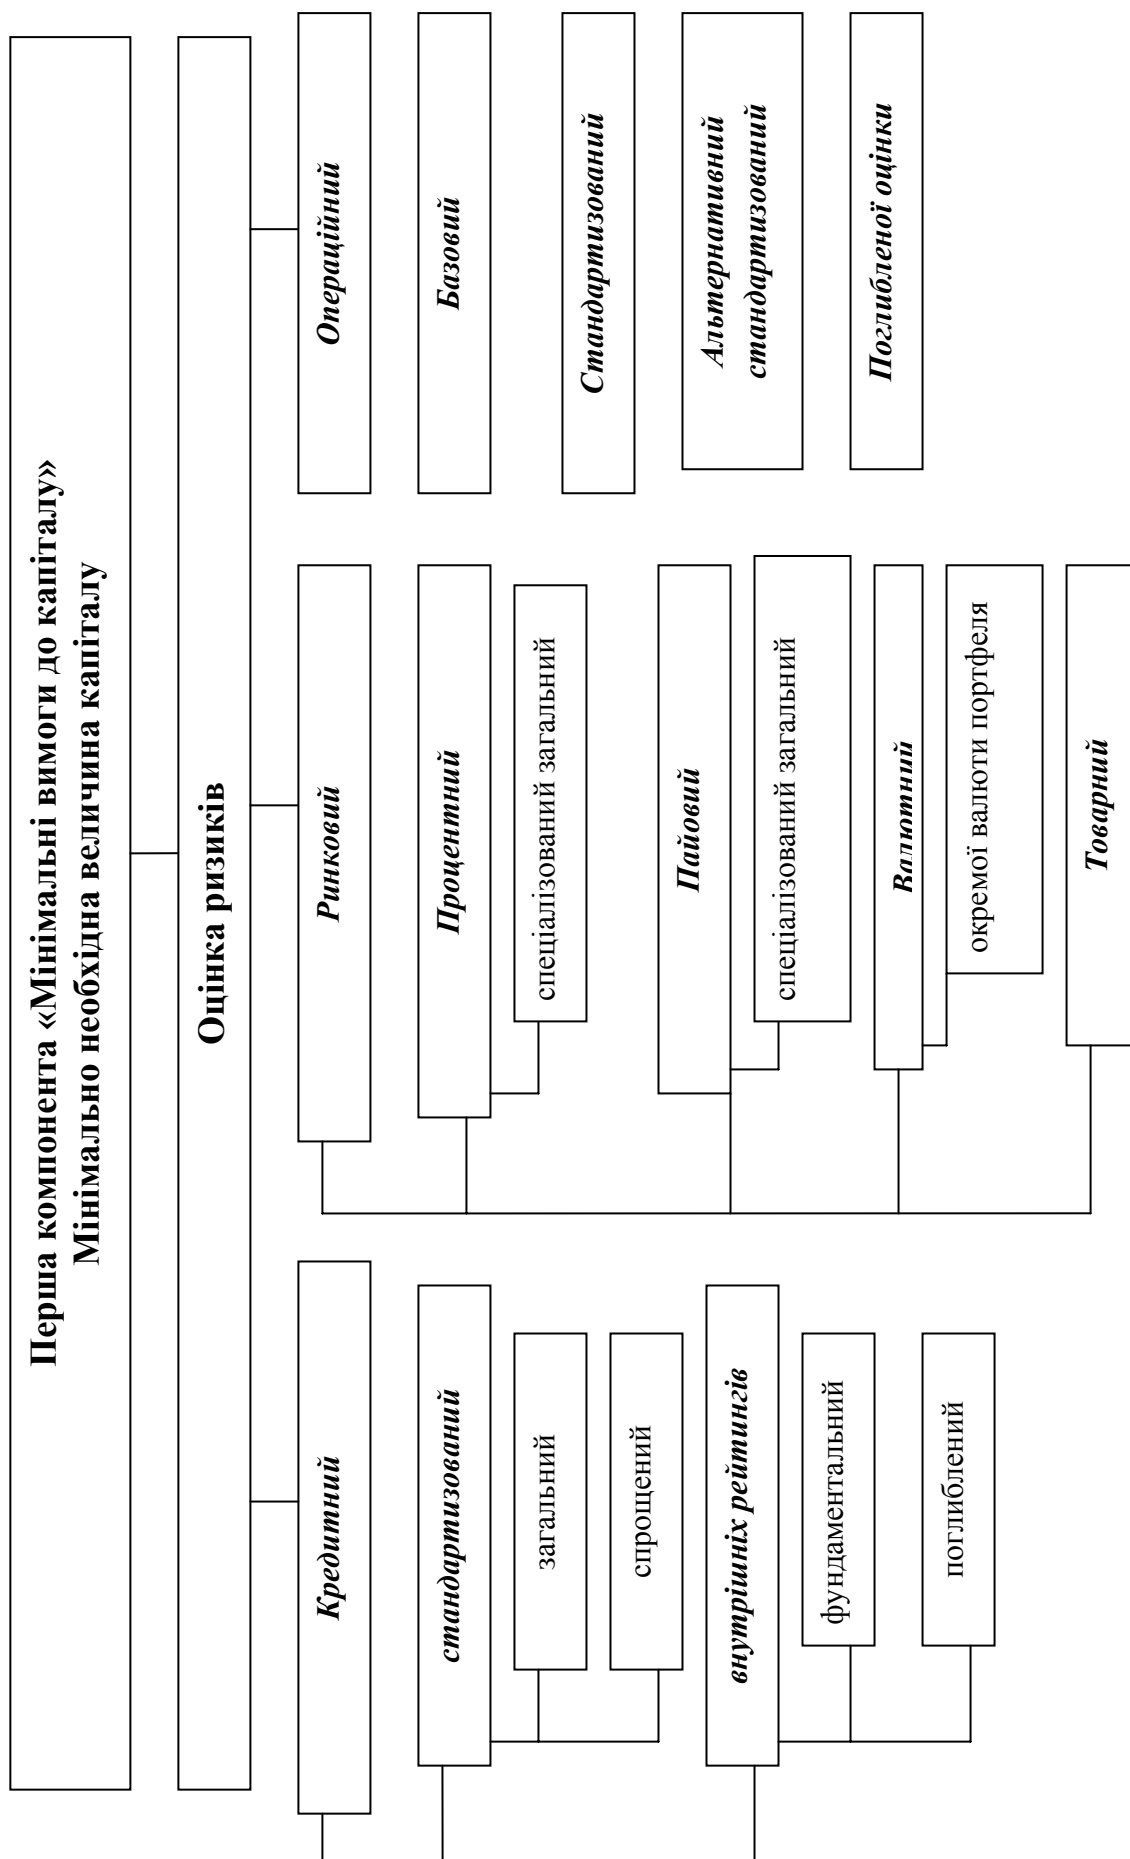 Перша компонента «Мінімальні вимоги до капіталу»
Мінімально необхідна величина капіталу
Оцінка ризиків
Кредитний
стандартизований
загальний
спрощений
внутрішніх рейтингів
фундаментальний
поглиблений
Ринковий
Процентний
спеціалізований загальний
Пайовий
спеціалізований загальний
Валютний
окремої валюти портфеля
Товарний
Операційний
Базовий
Стандартизований
Альтернативний
стандартизований
Поглибленої оцінки